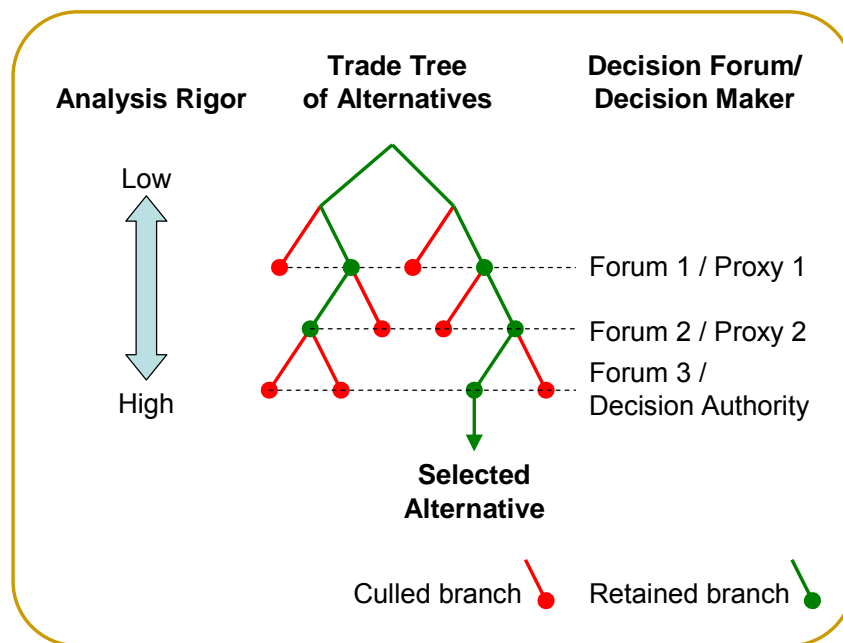 Analysis Rigor
Trade Tree
of Alternatives
Decision Forum/
Decision Maker
Low
High
Forum 1 / Proxy 1
Forum 2 / Proxy 2
Forum 3 /
Decision Authority
Selected
Alternative
Culled branch
Retained branch